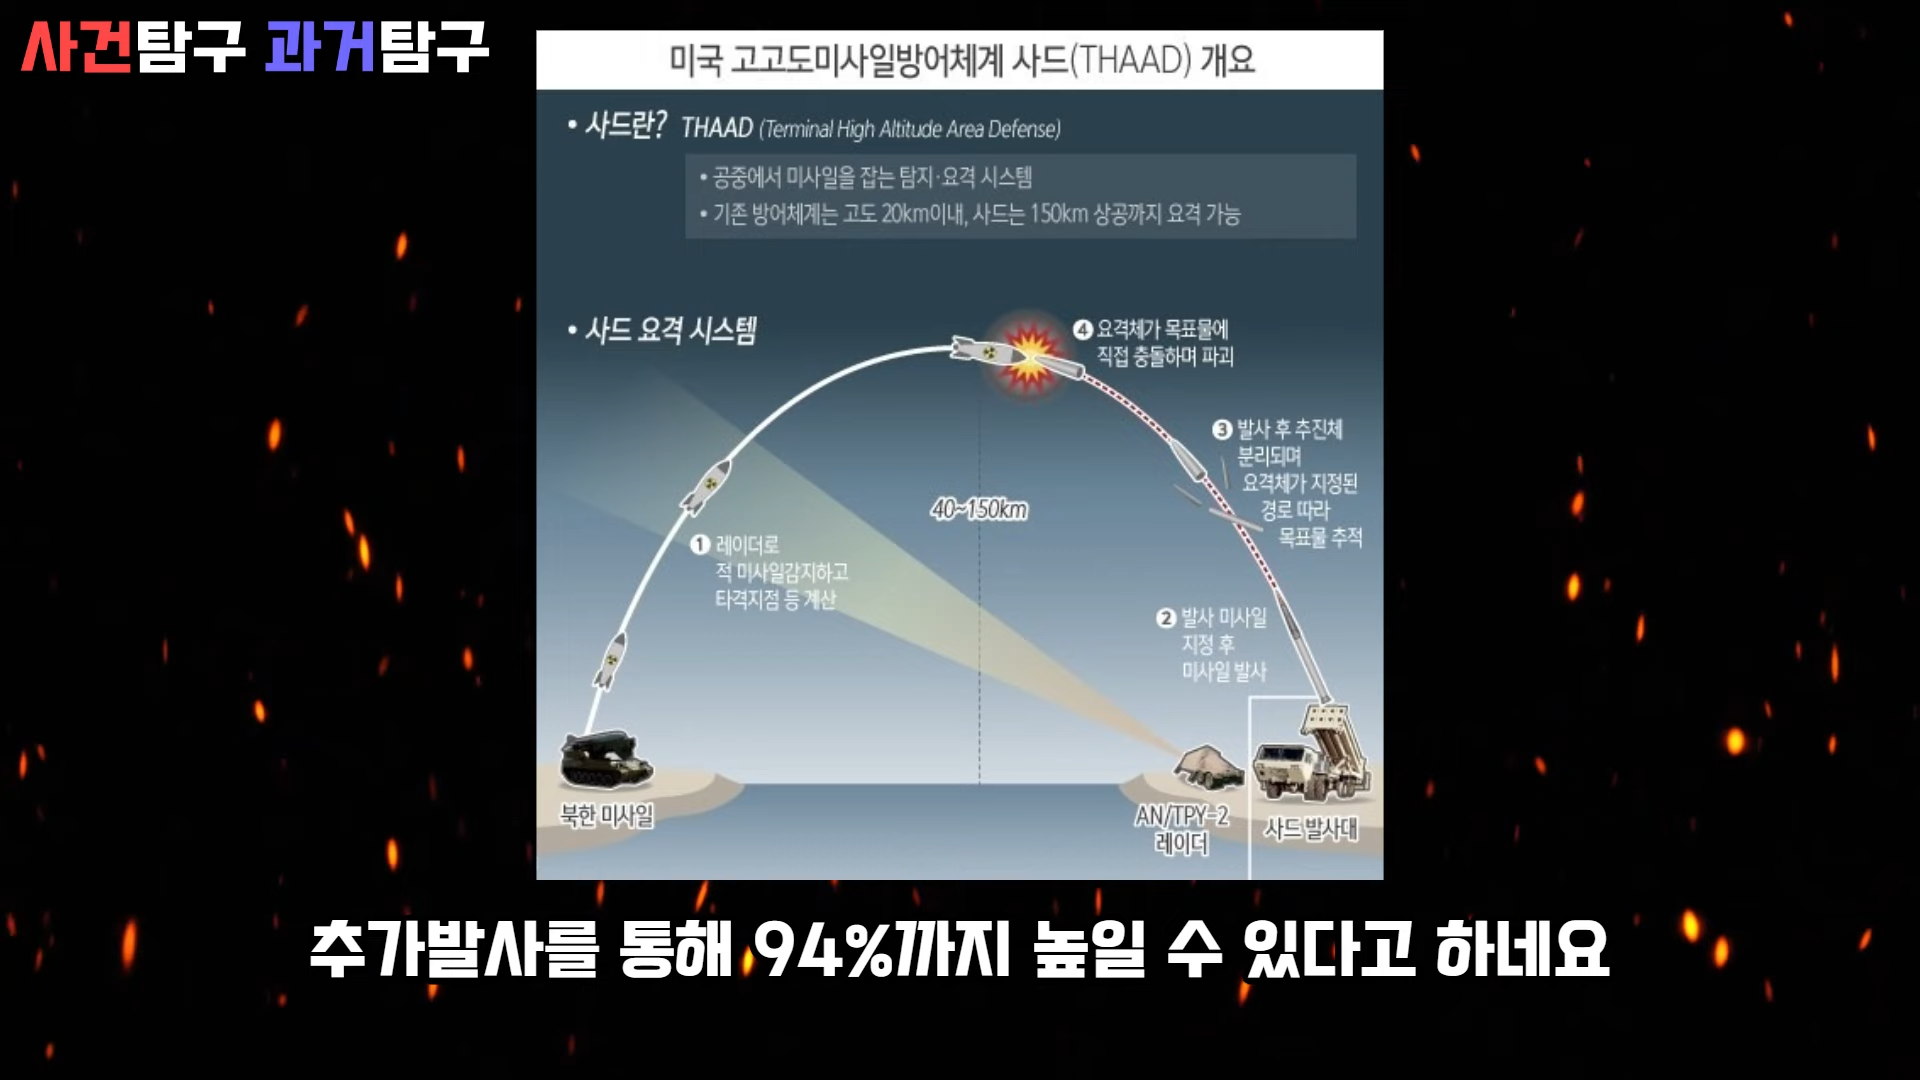 사건탐구 과거탐구
미국 고고도미사일방어체계 사드(THAAD) 개요
• 사드란? THAAD (Terminal High Altitude Area Defense)
• 공중에서 미사일을 잡는 탐지·요격 시스템
• 기존 방어체계는 고도 20km이내, 사드는 150km 상공까지 요격 가능
• 사드 요격 시스템
④ 요격체가 목표물에
직접 충돌하며 파괴
③ 발사 후 추진체
분리되며
요격체가 지정된
경로 따라
목표물 추적
40~150km
① 레이더로
적 미사일감지하고
타격지점 등 계산
② 발사 미사일
지정 후
미사일 발사
북한 미사일
AN/TPY-2
레이더
사드 발사대
추가발사를 통해 94%까지 높일 수 있다고 하네요